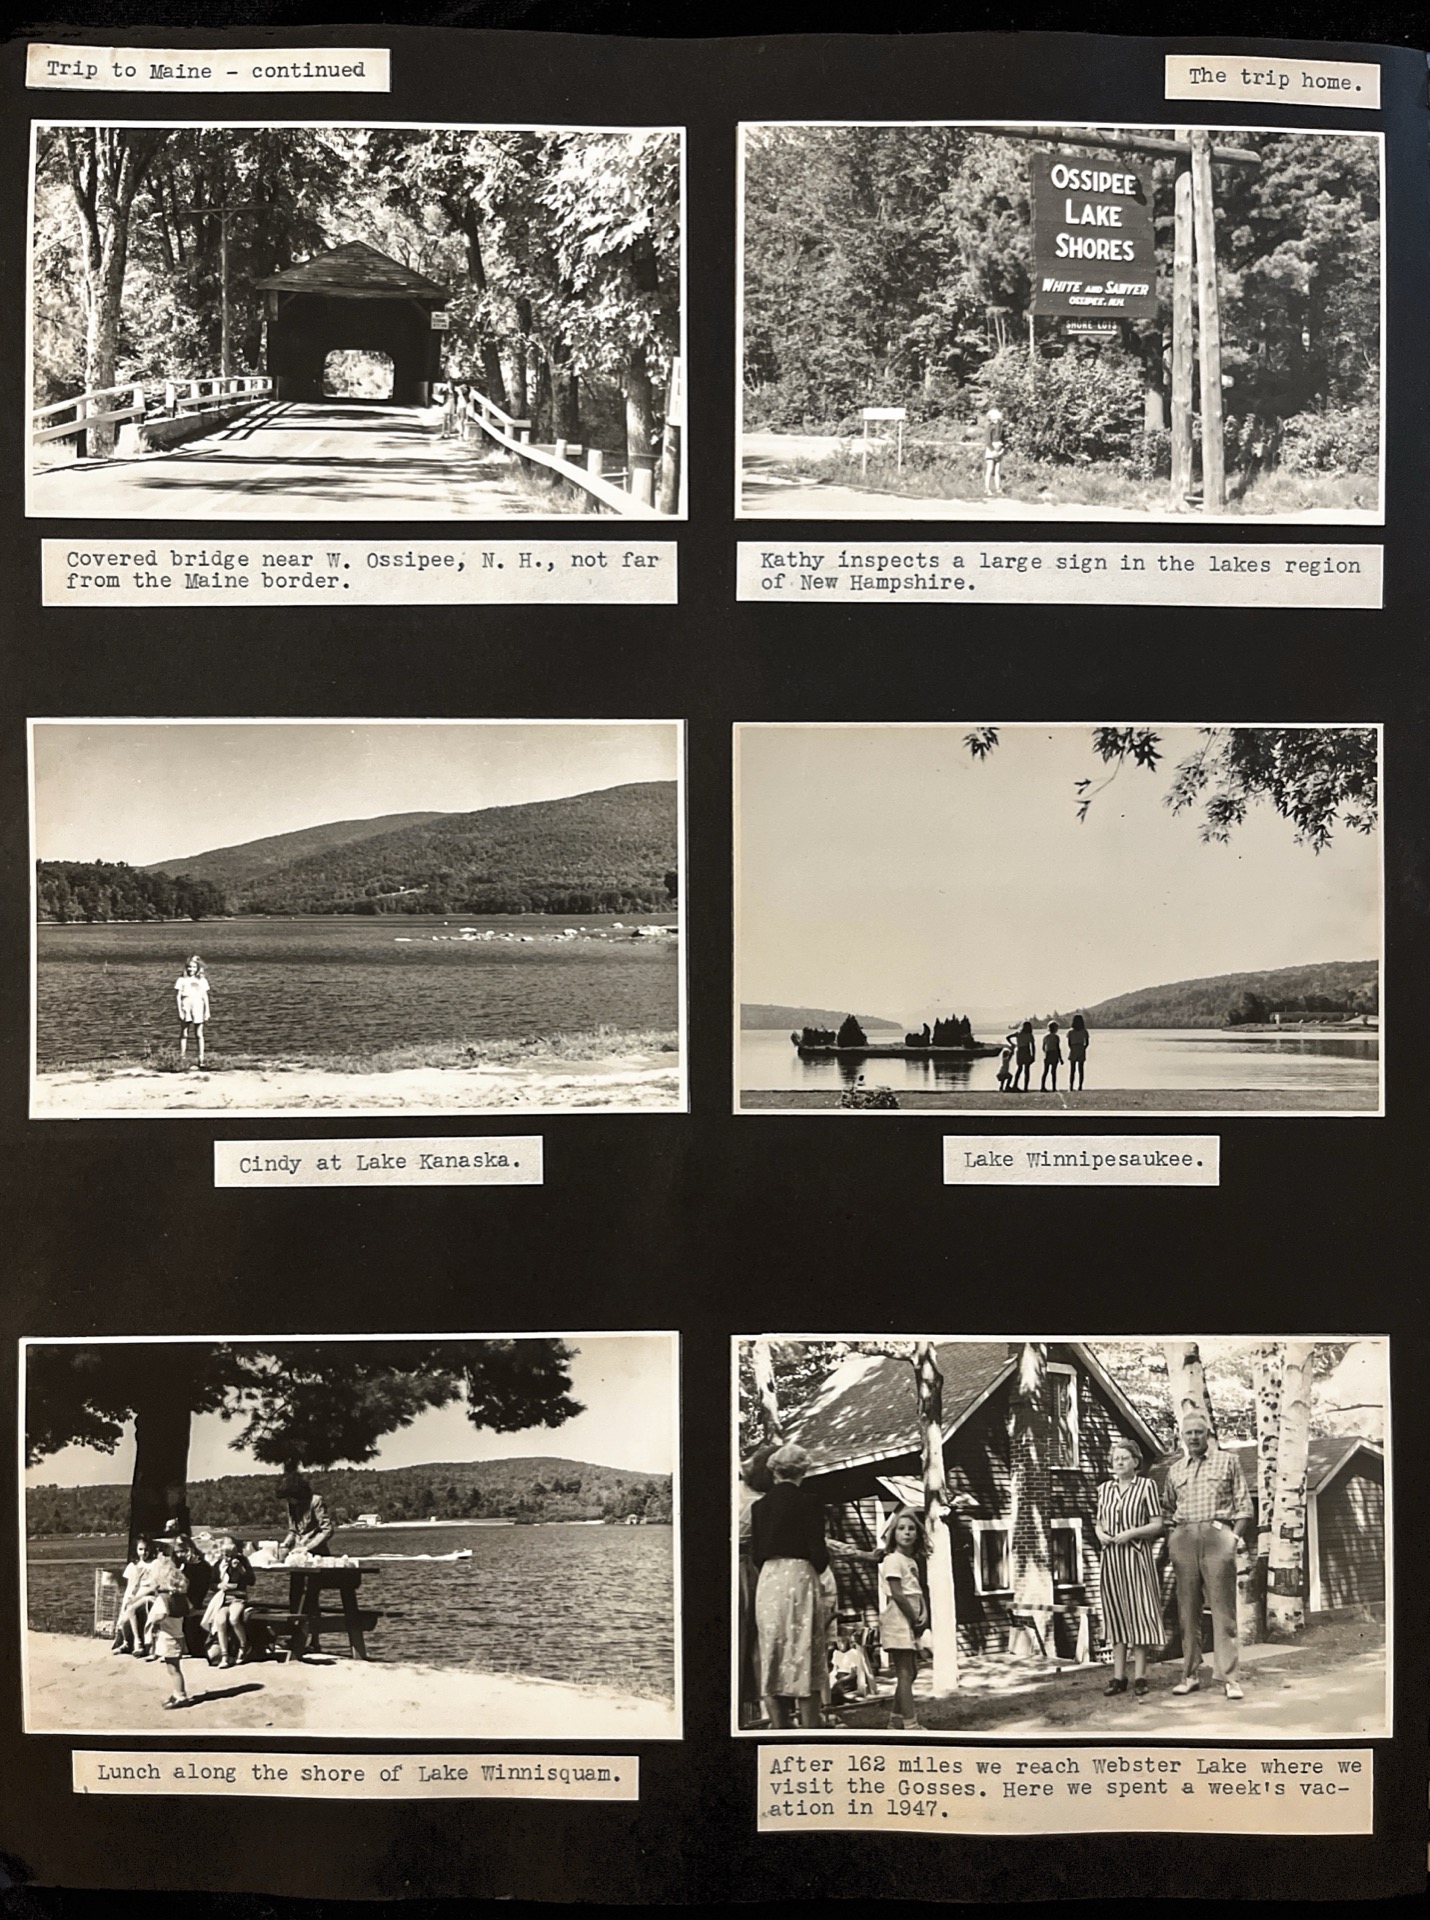 Trip to Maine - continued
The trip home.
OSSIPEE
LAKE
SHORES
WHITE AND SAWYER
OSSIPEE, N.H.
SHORE LOTS
Covered bridge near W. Ossipee, N. H., not far
from the Maine border.
Kathy inspects a large sign in the lakes region
of New Hampshire.
Cindy at Lake Kanaska.
Lake Winnipesaukee.
Lunch along the shore of Lake Winnisquam.
After 162 miles we reach Webster Lake where we
visit the Gosses. Here we spent a week's vac-
ation in 1947.